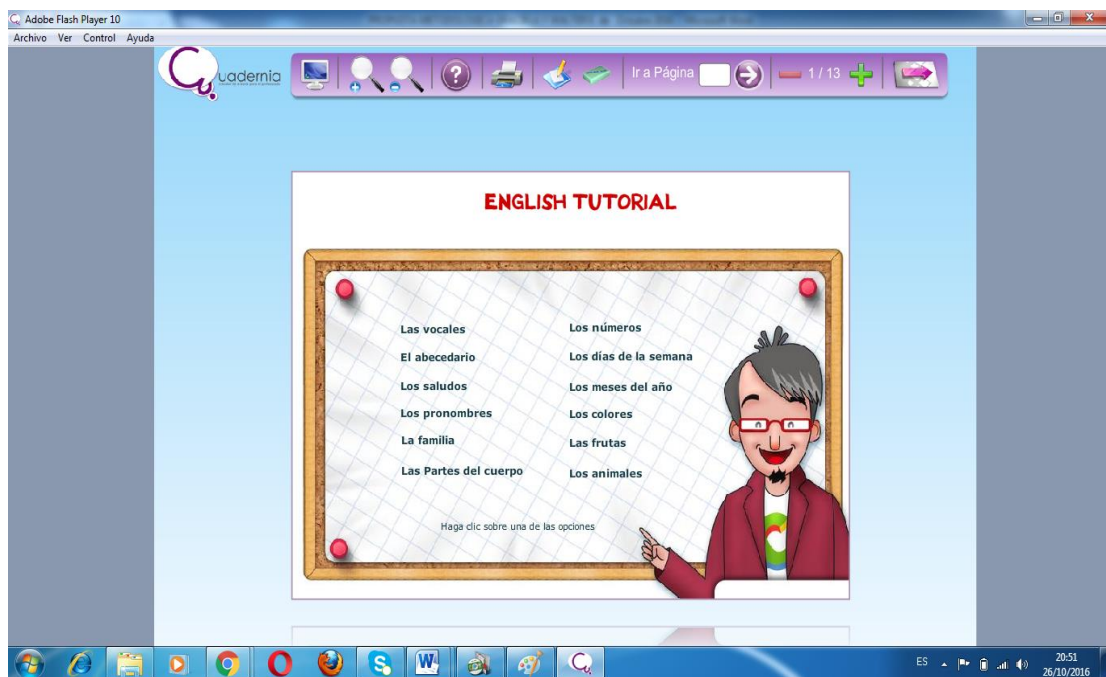 Adobe Flash Player 10
Archivo Ver Control Ayuda
Cuadernia
Ir a Página
1 / 13
ENGLISH TUTORIAL
Las vocales
El abecedario
Los saludos
Los pronombres
La familia
Las Partes del cuerpo
Los números
Los días de la semana
Los meses del año
Los colores
Las frutas
Los animales
Haga clic sobre una de las opciones
ES
20:51
26/10/2016